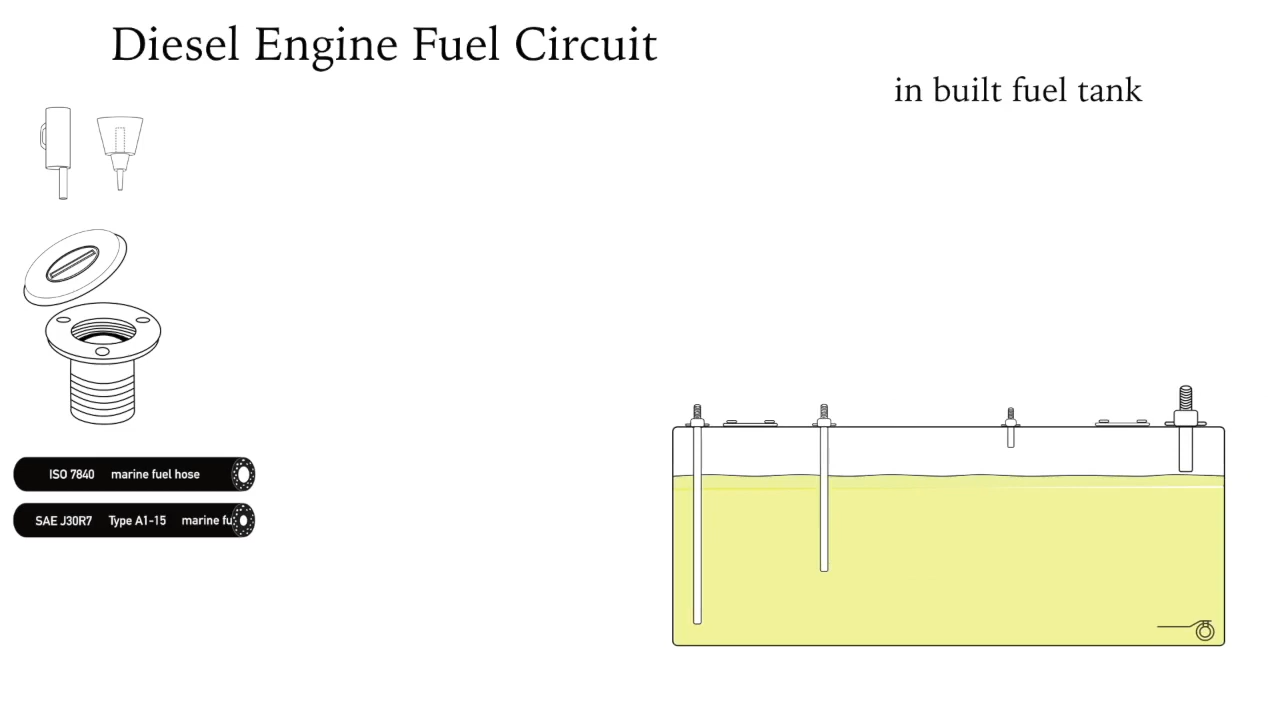 Diesel Engine Fuel Circuit
in built fuel tank
ISO 7840 marine fuel hose
SAE J30R7 Type A1-15 marine fu